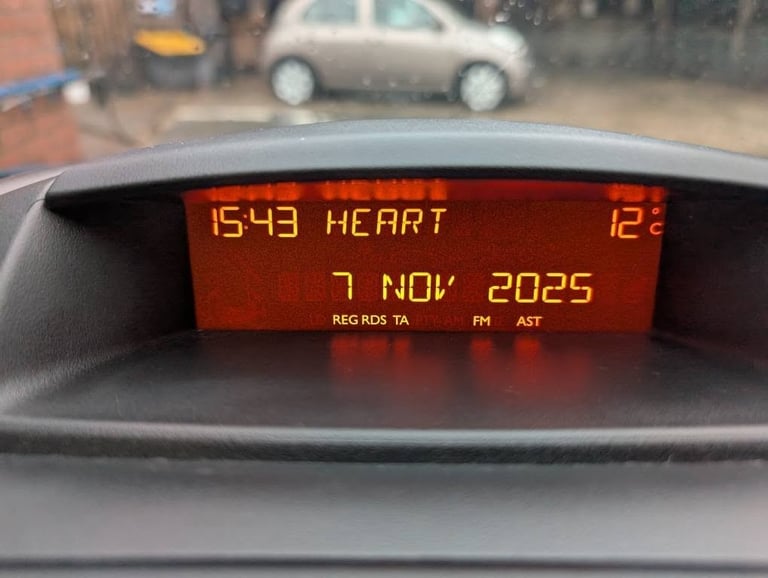 15:43 HEART 12°C
7 NOV 2025
REG RDS TA FM AST